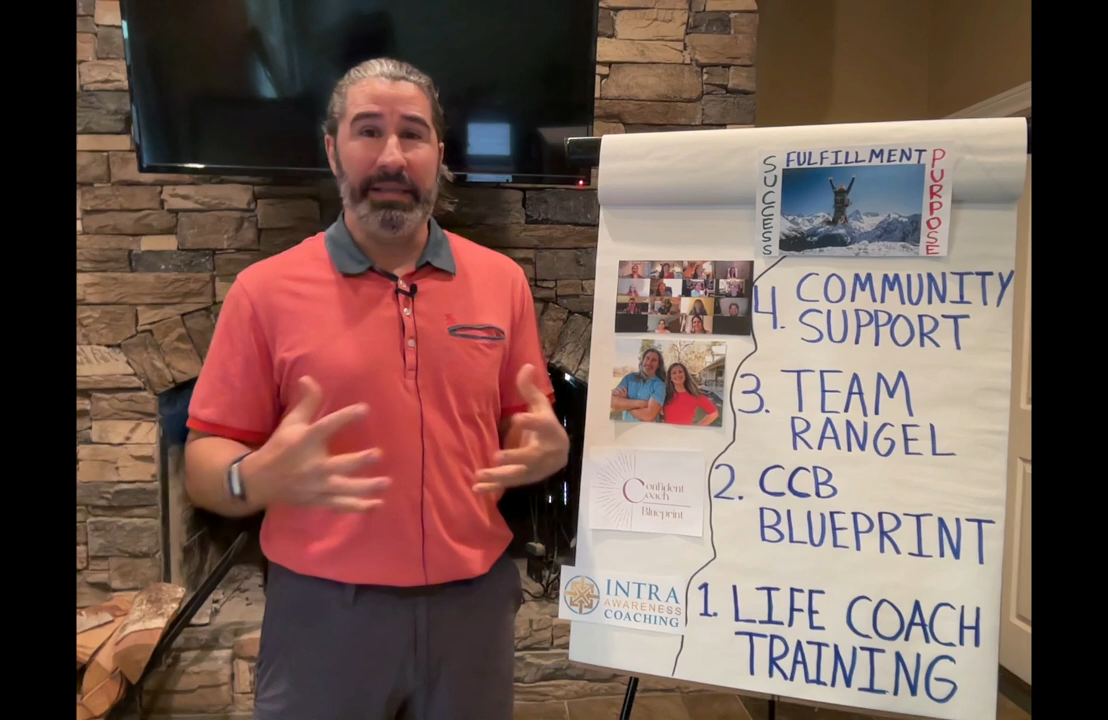 FULFILLMENT
SUCCESS
PURPOSE
4. COMMUNITY
SUPPORT
3. TEAM
RANGEL
2. CCB
BLUEPRINT
Confident
Coach
Blueprint
1. LIFE COACH
TRAINING
INTRA
AWARENESS
COACHING